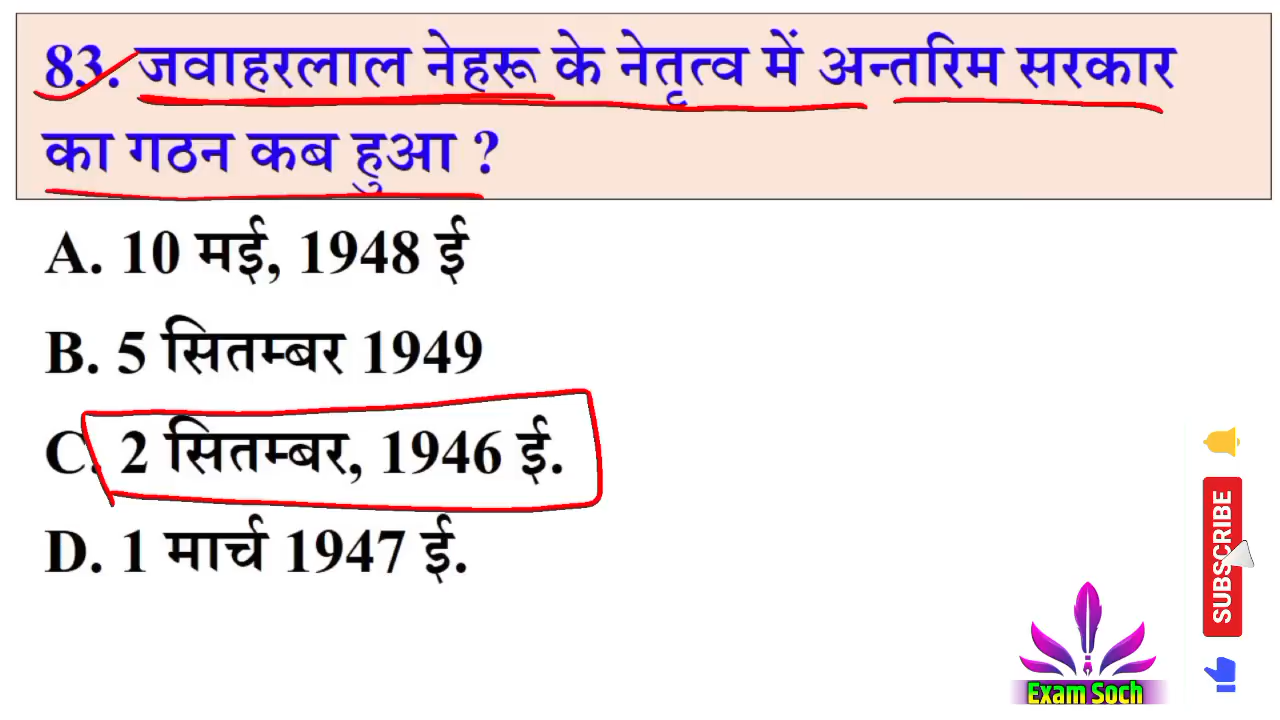 83. जवाहरलाल नेहरू के नेतृत्व में अन्तरिम सरकार
का गठन कब हुआ ?
A. 10 मई, 1948 ई
B. 5 सितम्बर 1949
C. 2 सितम्बर, 1946 ई.
D. 1 मार्च 1947 ई.
SUBSCRIBE
Exam Soch